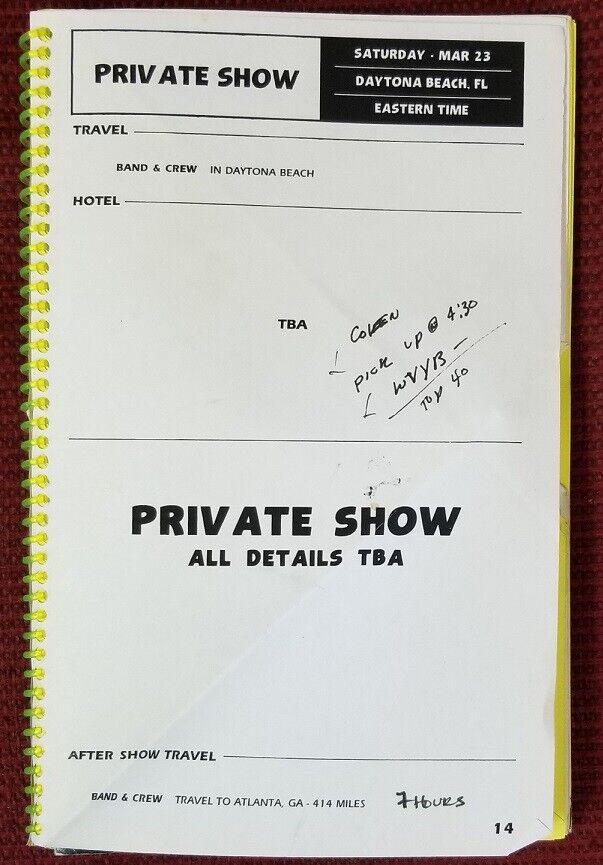 PRIVATE SHOW
SATURDAY · MAR 23
DAYTONA BEACH, FL
EASTERN TIME
TRAVEL
BAND & CREW IN DAYTONA BEACH
HOTEL
TBA
COLEEN
PICK UP @ 4:30
WVYB -
TOP 40
PRIVATE SHOW
ALL DETAILS TBA
AFTER SHOW TRAVEL
BAND & CREW TRAVEL TO ATLANTA, GA - 414 MILES 7 HOURS
14